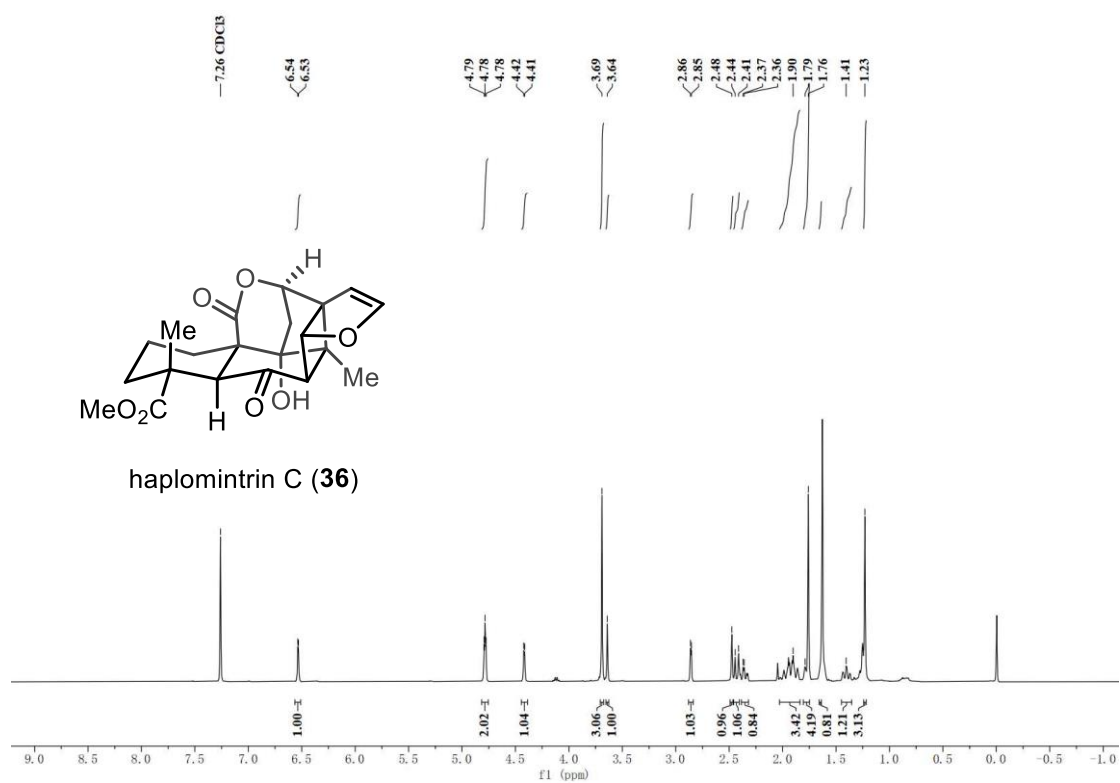 7.26 CDCl3
6.54
6.53
4.79
4.78
4.78
4.42
4.41
3.69
3.64
2.86
2.85
2.48
2.44
2.41
2.37
2.36
1.90
1.79
1.76
1.41
1.23
H
O
O
Me
O
Me
MeO2C
H
O
OH
haplomintrin C (36)
1.00
2.02
1.04
3.06
1.00
1.03
0.96
1.06
0.84
3.42
4.19
0.81
1.21
3.13
9.0 8.5 8.0 7.5 7.0 6.5 6.0 5.5 5.0 4.5 4.0 3.5 3.0 2.5 2.0 1.5 1.0 0.5 0.0 -0.5 -1.0
f1 (ppm)